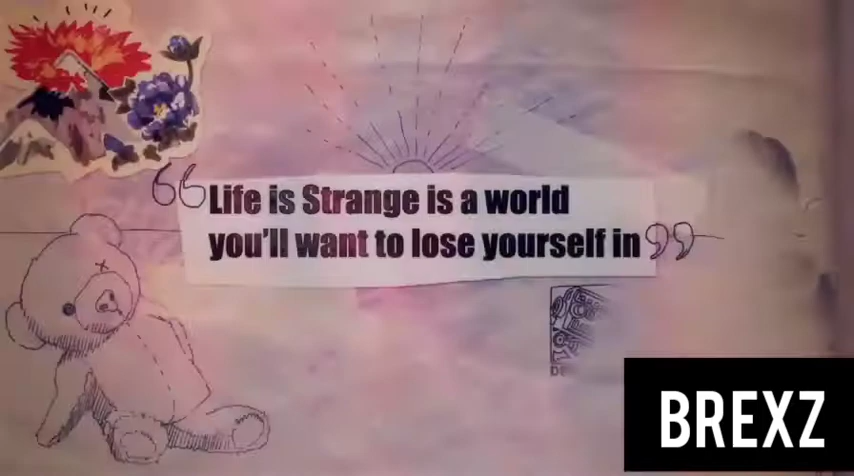 “Life is Strange is a world
you’ll want to lose yourself in”
BREXZ